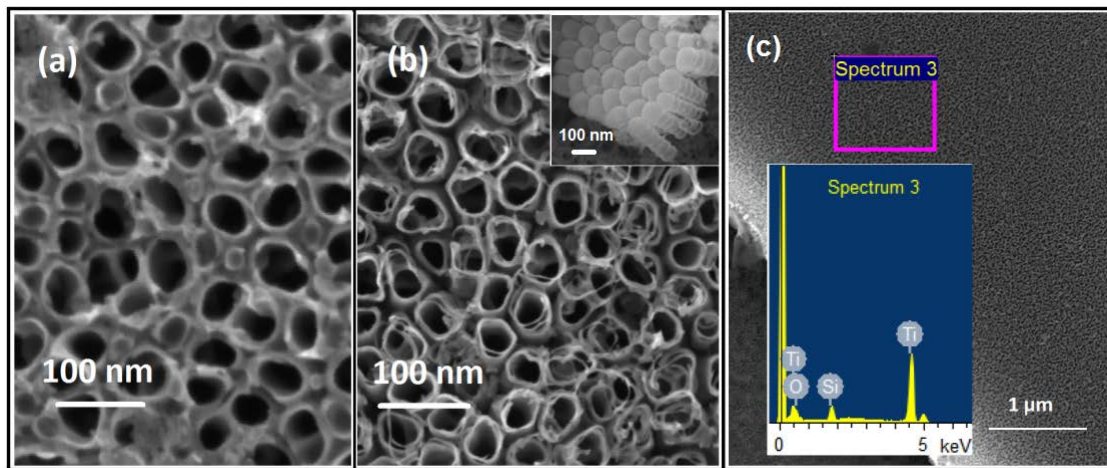 (a)
100 nm
(b)
100 nm
100 nm
(c)
Spectrum 3
Spectrum 3
Ti
Ti
O
Si
0
5
keV
1 µm